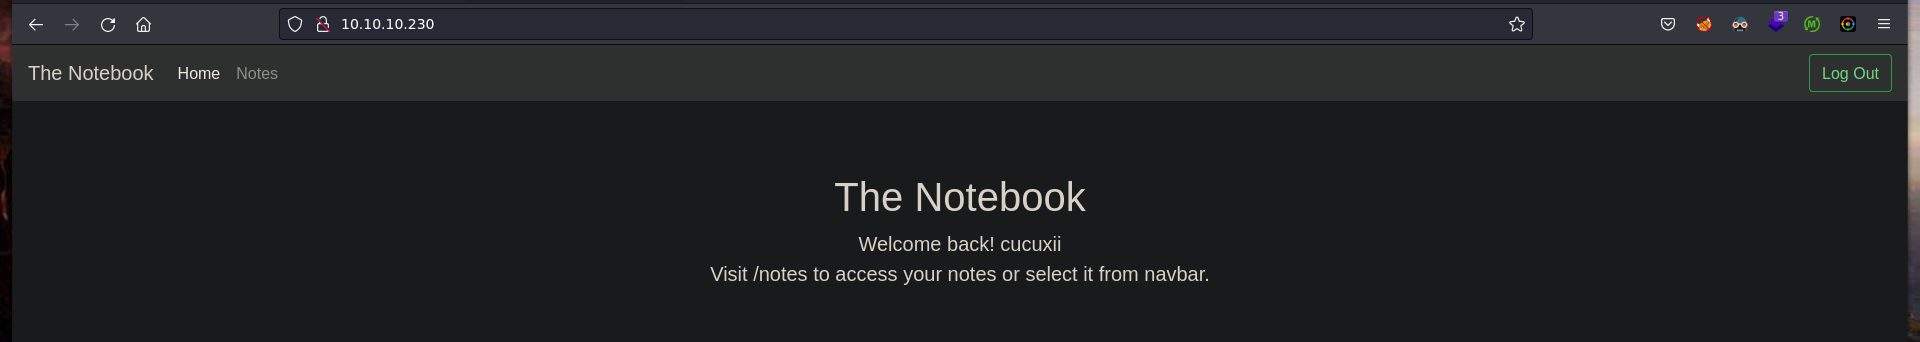 10.10.10.230
3
The Notebook Home Notes Log Out
The Notebook
Welcome back! cucuxii
Visit /notes to access your notes or select it from navbar.